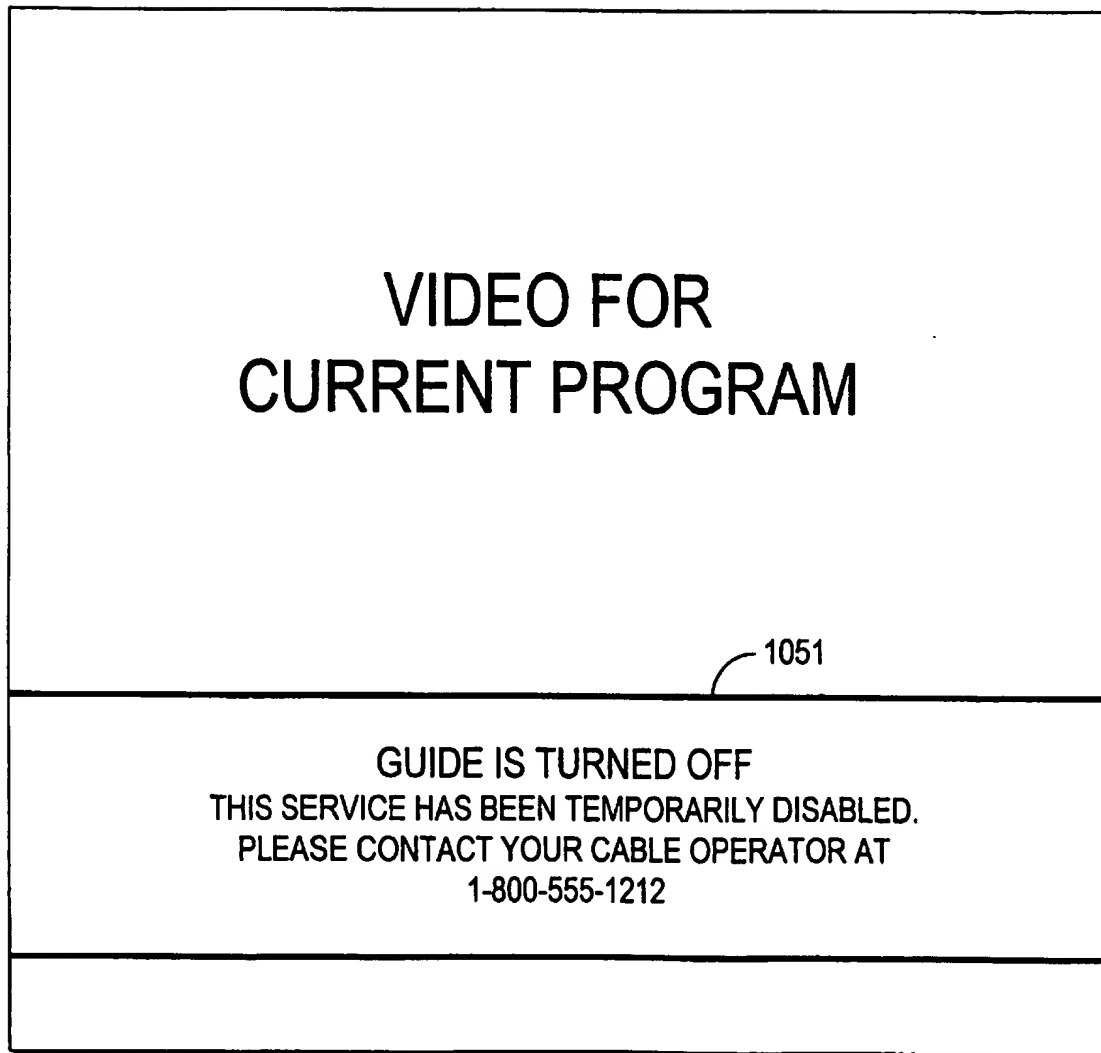 VIDEO FOR
CURRENT PROGRAM
1051
GUIDE IS TURNED OFF
THIS SERVICE HAS BEEN TEMPORARILY DISABLED.
PLEASE CONTACT YOUR CABLE OPERATOR AT
1-800-555-1212